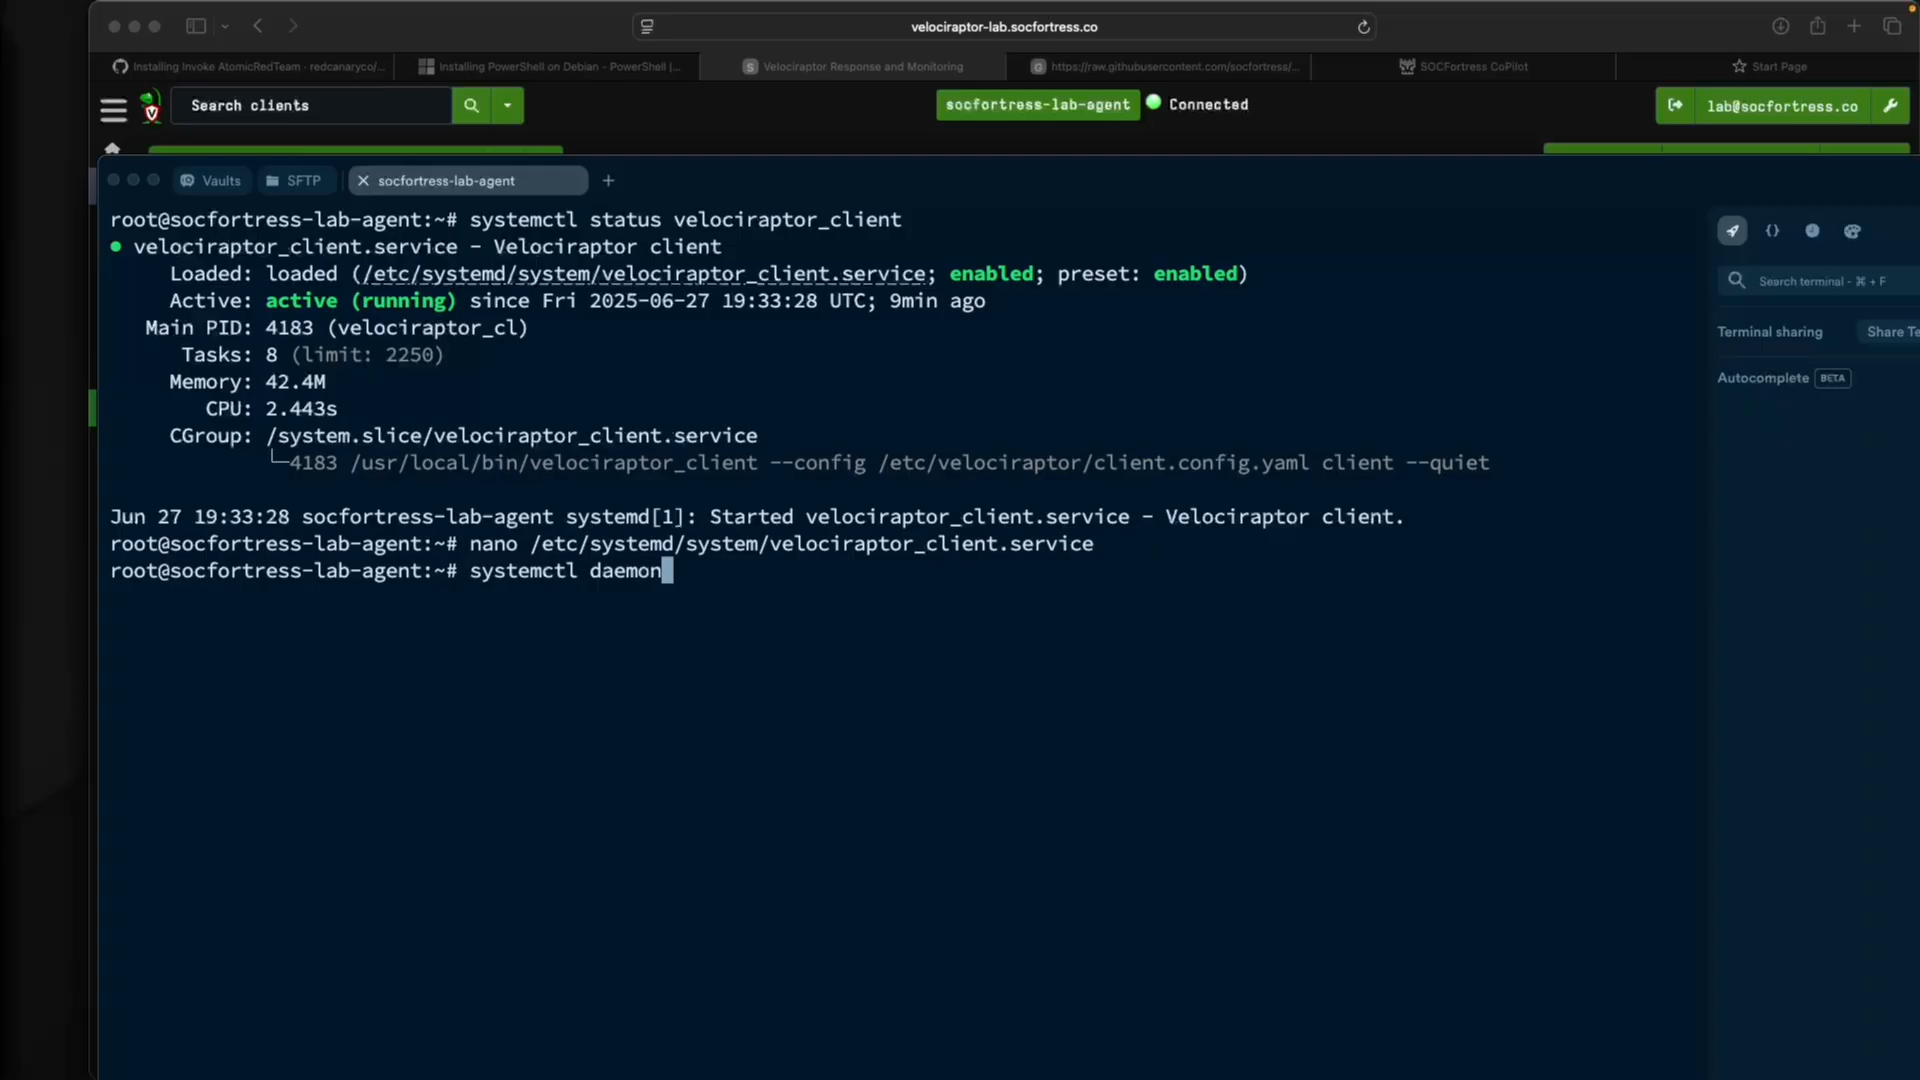 velociraptor-lab.socfortress.co
Installing Invoke AtomicRedTeam · redcanaryco/...
Installing PowerShell on Debian - PowerShell |...
Velociraptor Response and Monitoring
https://raw.githubusercontent.com/socfortress/...
SOCFortress CoPilot
Start Page
Search clients
socfortress-lab-agent
Connected
lab@socfortress.co
Vaults
SFTP
socfortress-lab-agent
root@socfortress-lab-agent:~# systemctl status velociraptor_client
● velociraptor_client.service - Velociraptor client
Loaded: loaded (/etc/systemd/system/velociraptor_client.service; enabled; preset: enabled)
Active: active (running) since Fri 2025-06-27 19:33:28 UTC; 9min ago
Main PID: 4183 (velociraptor_cl)
Tasks: 8 (limit: 2250)
Memory: 42.4M
CPU: 2.443s
CGroup: /system.slice/velociraptor_client.service
└─4183 /usr/local/bin/velociraptor_client --config /etc/velociraptor/client.config.yaml client --quiet
Jun 27 19:33:28 socfortress-lab-agent systemd[1]: Started velociraptor_client.service - Velociraptor client.
root@socfortress-lab-agent:~# nano /etc/systemd/system/velociraptor_client.service
root@socfortress-lab-agent:~# systemctl daemon
{}
Search terminal - ⌘ + F
Terminal sharing
Share Te
Autocomplete BETA